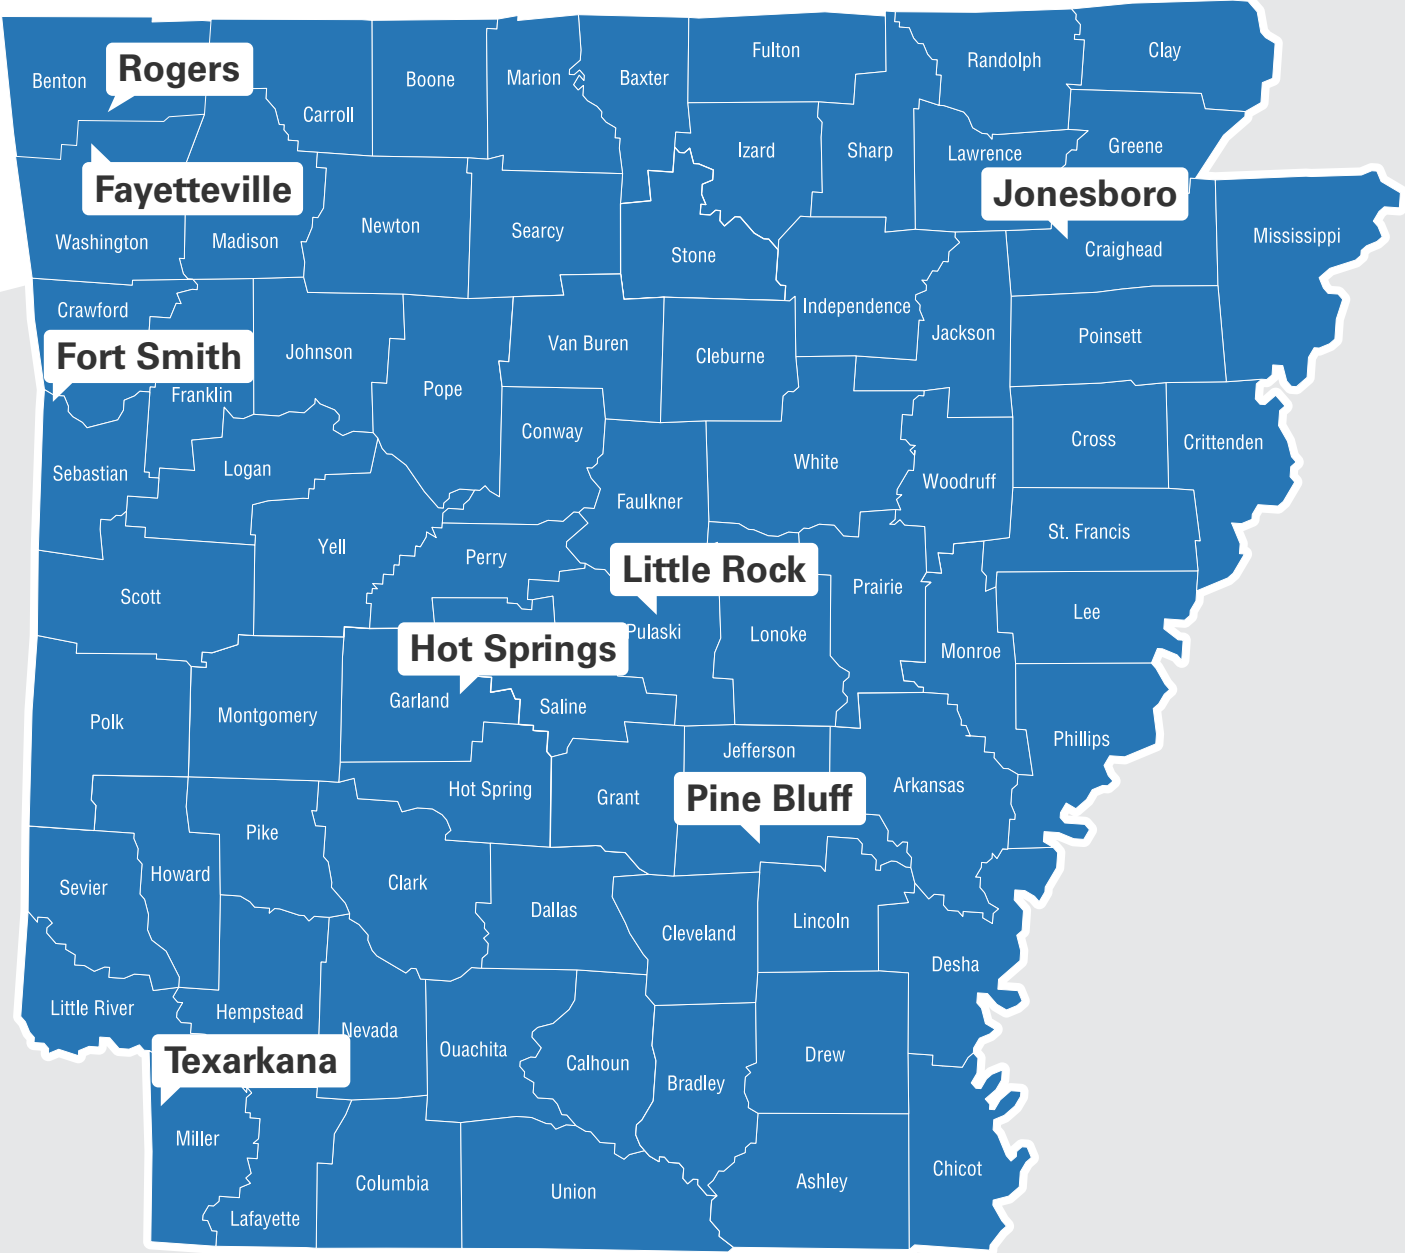 Fulton
Clay
Randolph
Rogers
Benton
Boone
Marion
Baxter
Carroll
Izard
Sharp
Lawrence
Greene
Fayetteville
Jonesboro
Newton
Searcy
Washington
Madison
Stone
Craighead
Mississippi
Crawford
Independence
Jackson
Poinsett
Van Buren
Johnson
Cleburne
Fort Smith
Franklin
Pope
Conway
Cross
Crittenden
Sebastian
Logan
White
Woodruff
Faulkner
St. Francis
Yell
Perry
Little Rock
Prairie
Scott
Lee
Pulaski
Lonoke
Hot Springs
Monroe
Garland
Saline
Polk
Montgomery
Phillips
Jefferson
Hot Spring
Grant
Pine Bluff
Arkansas
Pike
Howard
Sevier
Clark
Dallas
Lincoln
Cleveland
Desha
Little River
Hempstead
Nevada
Ouachita
Calhoun
Drew
Texarkana
Bradley
Miller
Columbia
Union
Ashley
Chicot
Lafayette